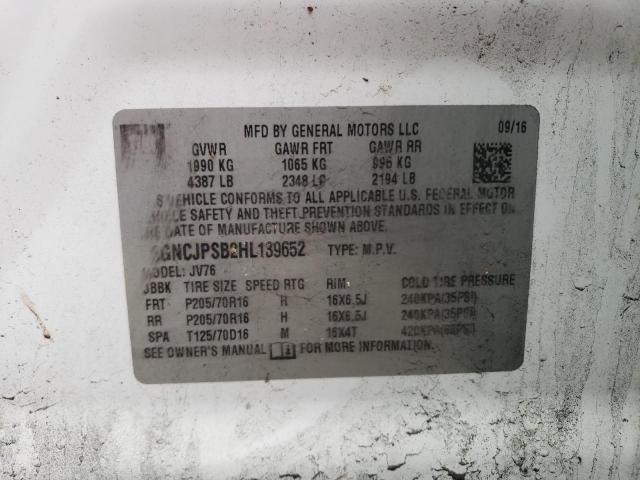 MFD BY GENERAL MOTORS LLC 09/16
GVWR GAWR FRT GAWR RR
1990 KG 1065 KG 995 KG
4387 LB 2348 LB 2194 LB
S VEHICLE CONFORMS TO ALL APPLICABLE U.S. FEDERAL MOTOR
ICLE SAFETY AND THEFT PREVENTION STANDARDS IN EFFECT ON
E DATE OF MANUFACTURE SHOWN ABOVE.
GNCJPSB2HL139652 TYPE: M.P.V.
MODEL: JV76
JBBK TIRE SIZE SPEED RTG RIM COLD TIRE PRESSURE
FRT P205/70R16 H 16X6.5J 240KPA(35PSI)
RR P205/70R16 H 16X6.5J 240KPA(35PSI)
SPA T125/70D16 M 16X4T 420KPA(60PSI)
SEE OWNER'S MANUAL FOR MORE INFORMATION.